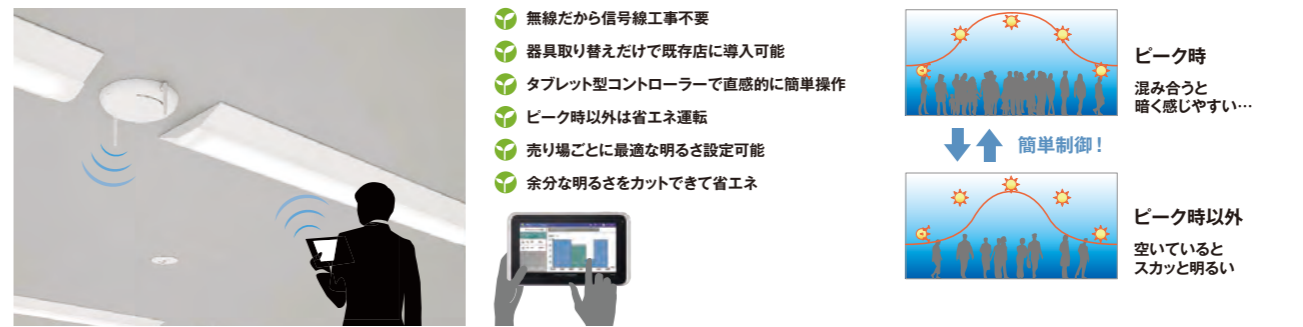 無線だから信号線工事不要
器具取り替えだけで既存店に導入可能
タブレット型コントローラーで直感的に簡単操作
ピーク時以外は省エネ運転
売り場ごとに最適な明るさ設定可能
余分な明るさをカットできて省エネ
ピーク時
混み合うと
暗く感じやすい…
簡単制御!
ピーク時以外
空いていると
スカッと明るい